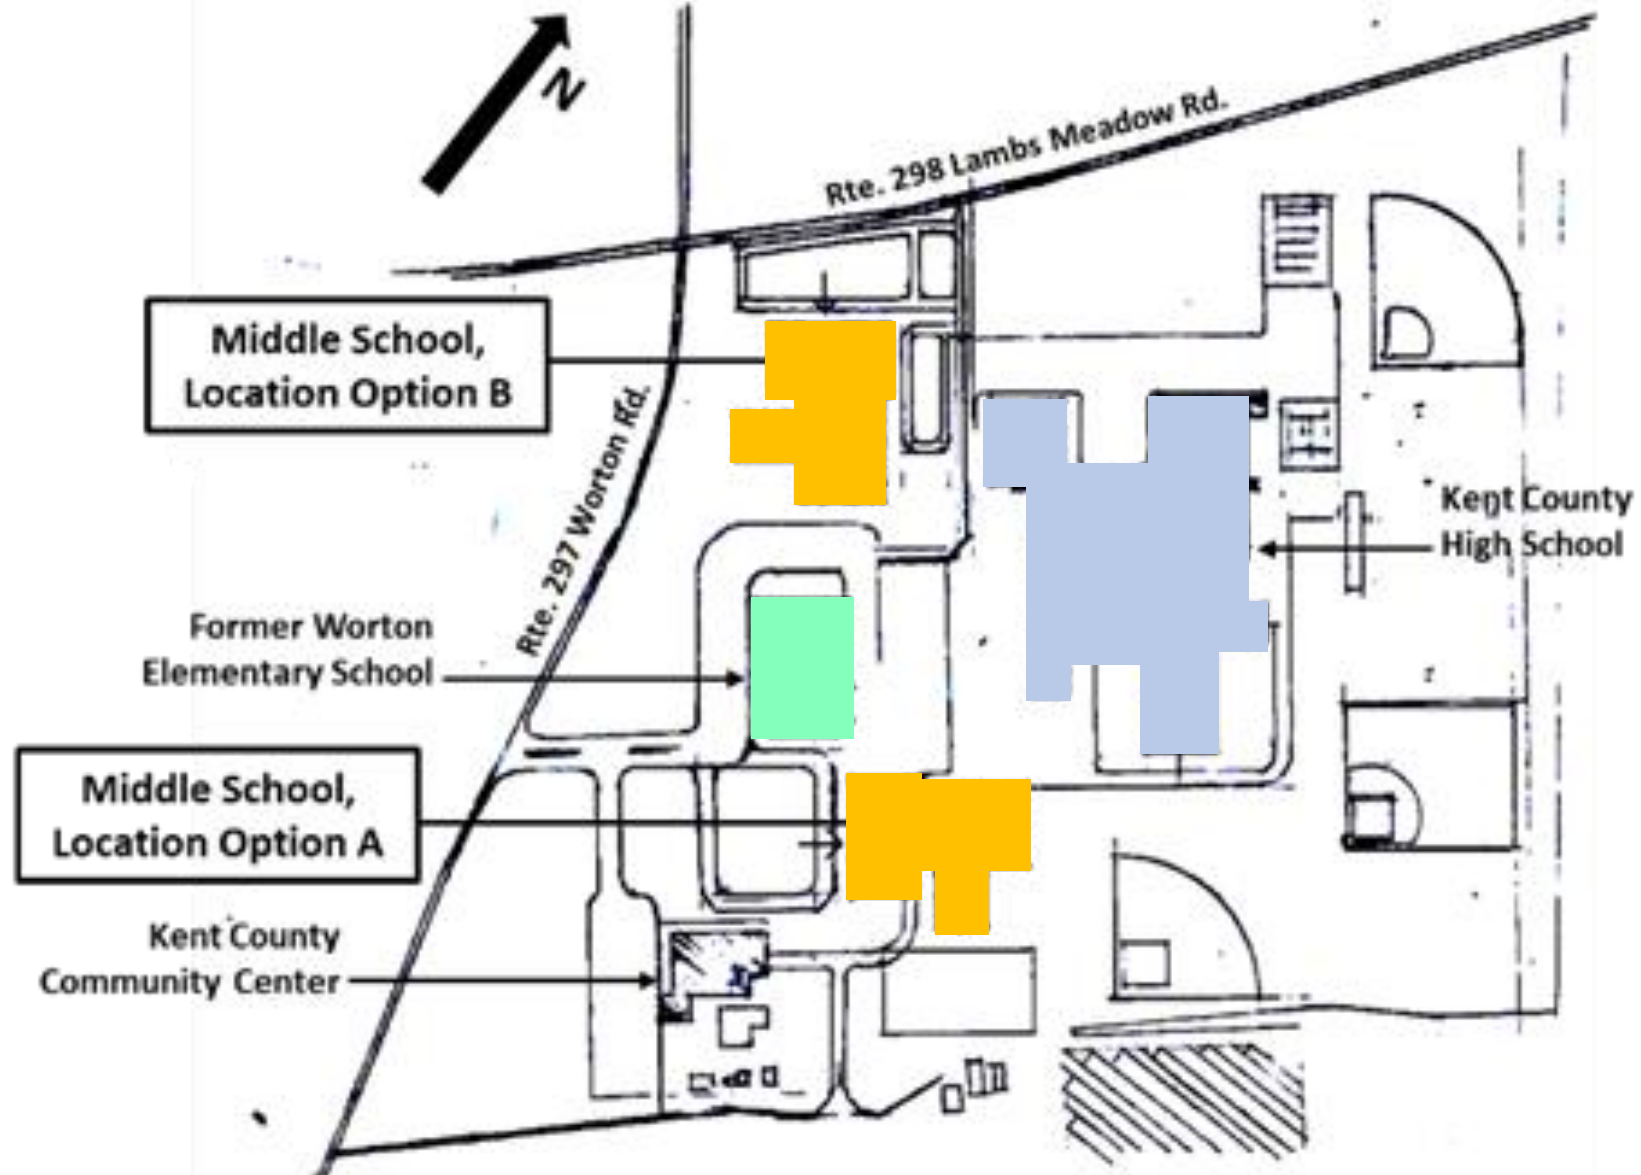 N
Rte. 298 Lambs Meadow Rd.
Middle School,
Location Option B
Rte. 297 Worton Rd.
Kent County
High School
Former Worton
Elementary School
Middle School,
Location Option A
Kent County
Community Center